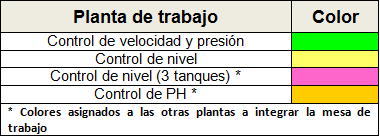 Planta de trabajo Color
Control de velocidad y presión
Control de nivel
Control de nivel (3 tanques) *
Control de PH *
* Colores asignados a las otras plantas a integrar la mesa de
trabajo